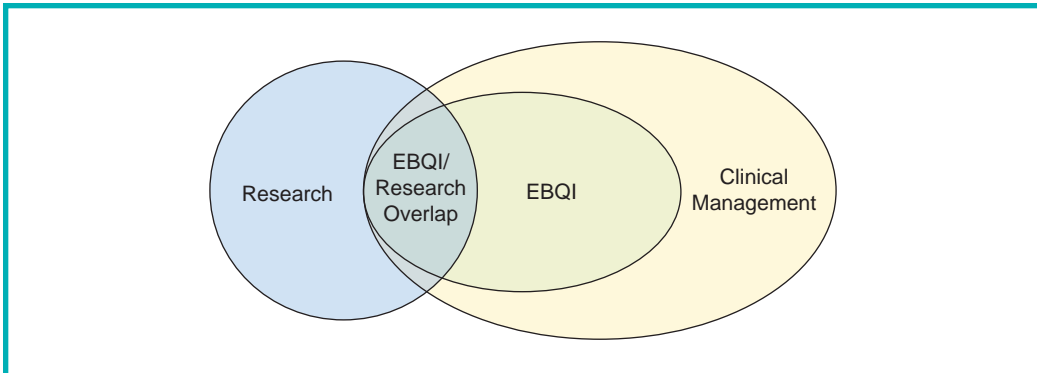 Research
EBQI/
Research
Overlap
EBQI
Clinical
Management